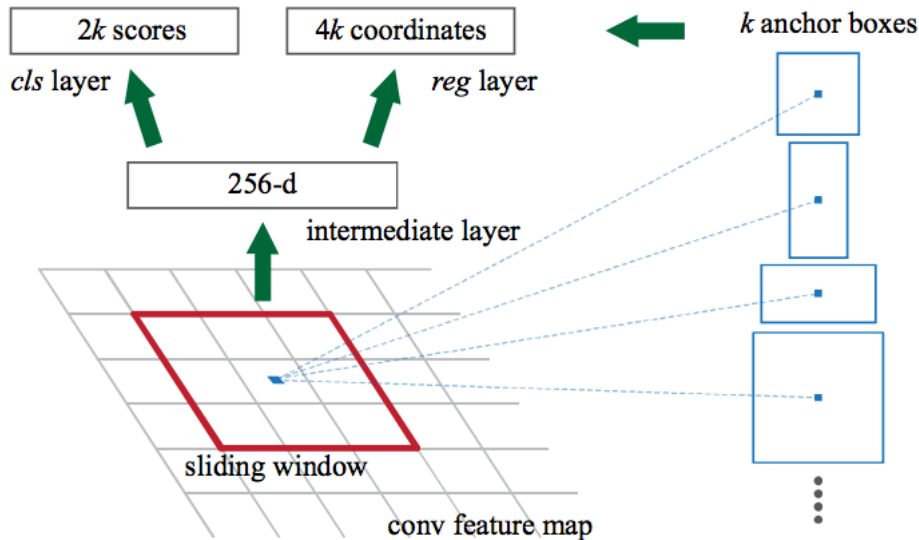 2k scores
4k coordinates
k anchor boxes
cls layer
reg layer
256-d
intermediate layer
sliding window
conv feature map